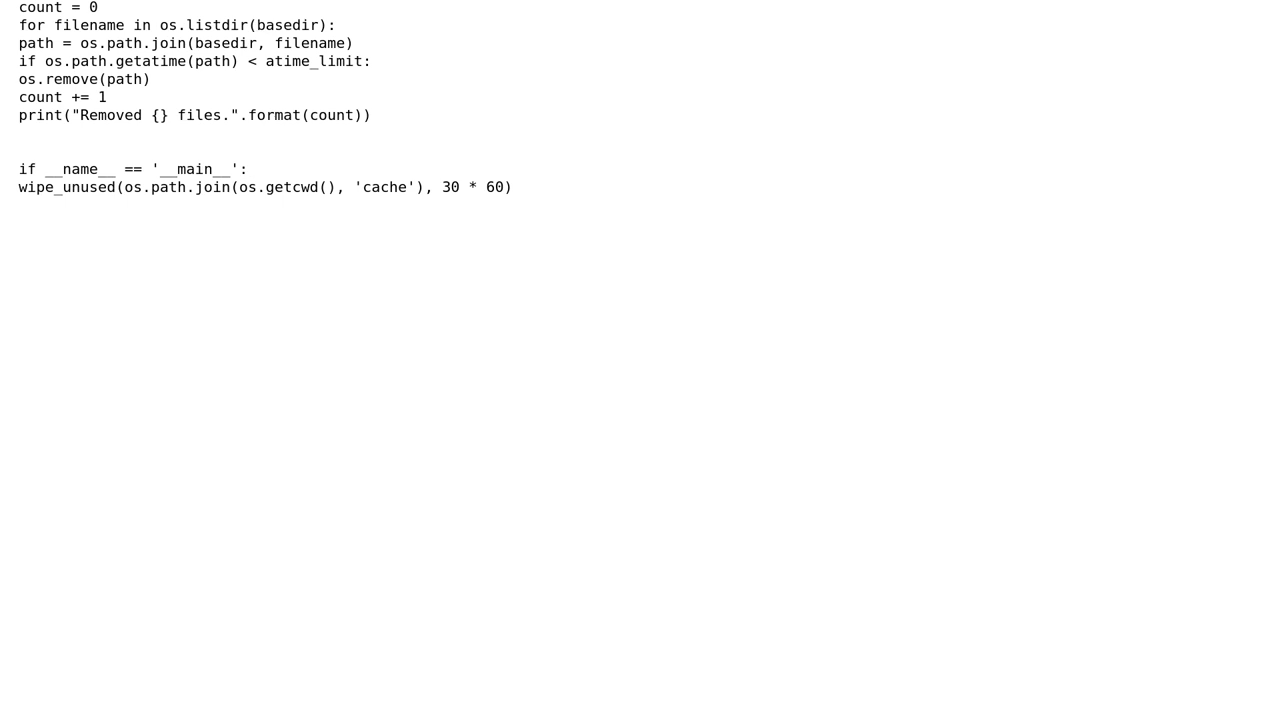 count = 0
for filename in os.listdir(basedir):
path = os.path.join(basedir, filename)
if os.path.getatime(path) < atime_limit:
os.remove(path)
count += 1
print("Removed {} files.".format(count))
if __name__ == '__main__':
wipe_unused(os.path.join(os.getcwd(), 'cache'), 30 * 60)